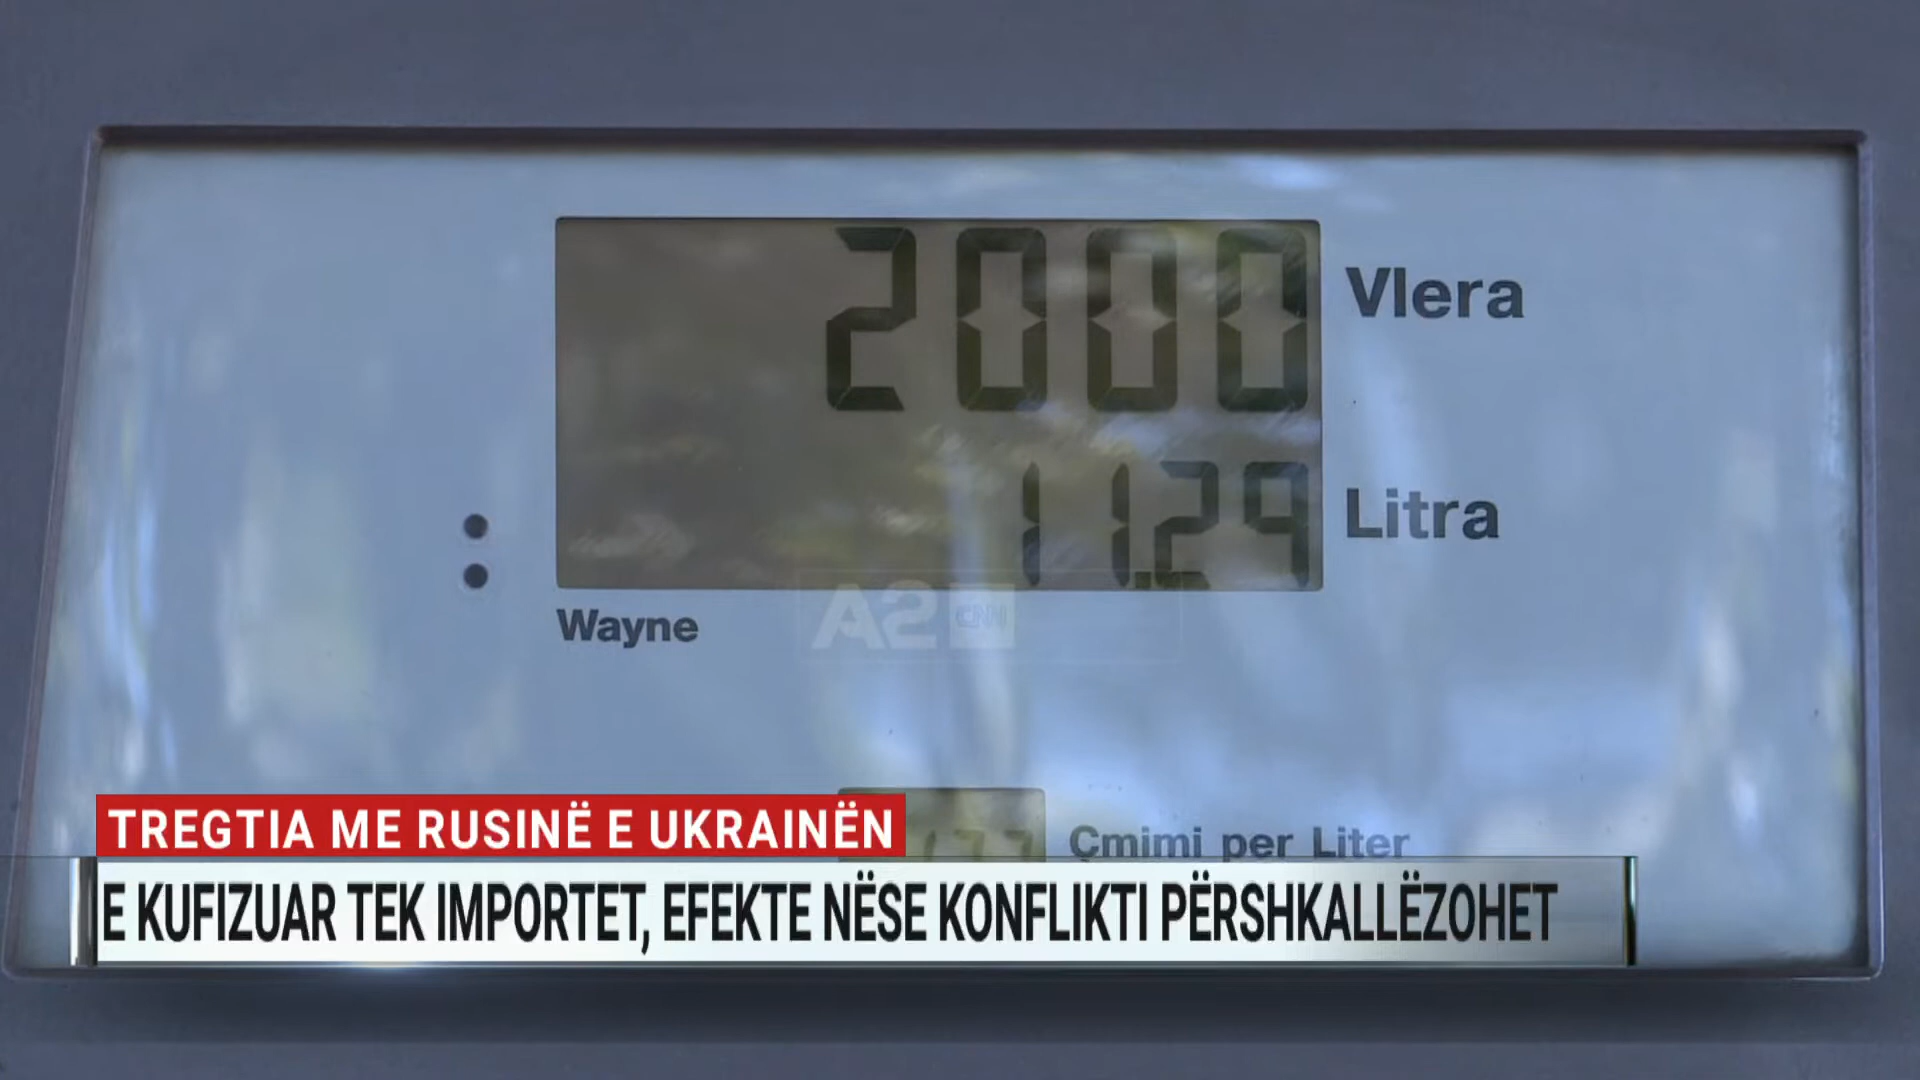 2000 Vlera
11.29 Litra
Wayne
A2 CNN
177 Çmimi per Liter
TREGTIA ME RUSINË E UKRAINËN
E KUFIZUAR TEK IMPORTET, EFEKTE NËSE KONFLIKTI PËRSHKALLËZOHET